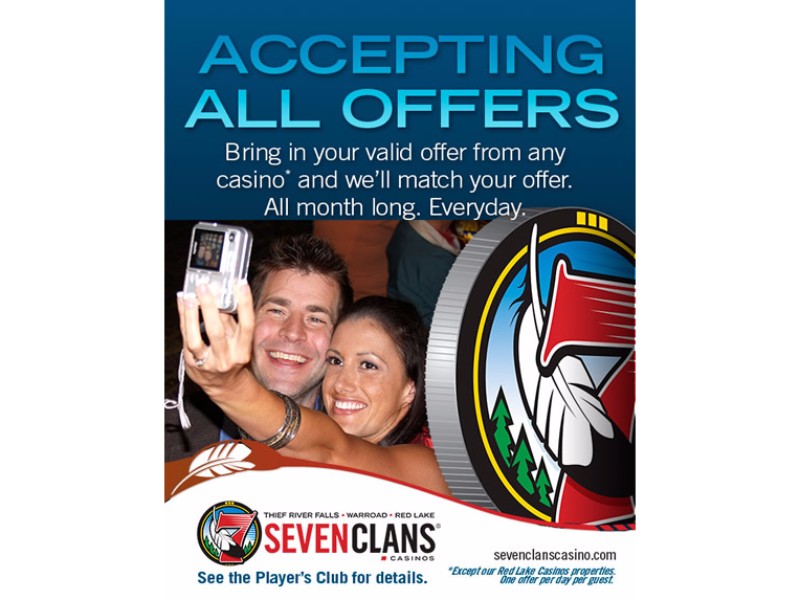 ACCEPTING
ALL OFFERS
Bring in your valid offer from any
casino* and we'll match your offer.
All month long. Everyday.
7
THIEF RIVER FALLS • WARROAD • RED LAKE
7 SEVENCLANS®
CASINOS
sevenclanscasino.com
See the Player's Club for details.
*Except our Red Lake Casinos properties.
One offer per day per guest.